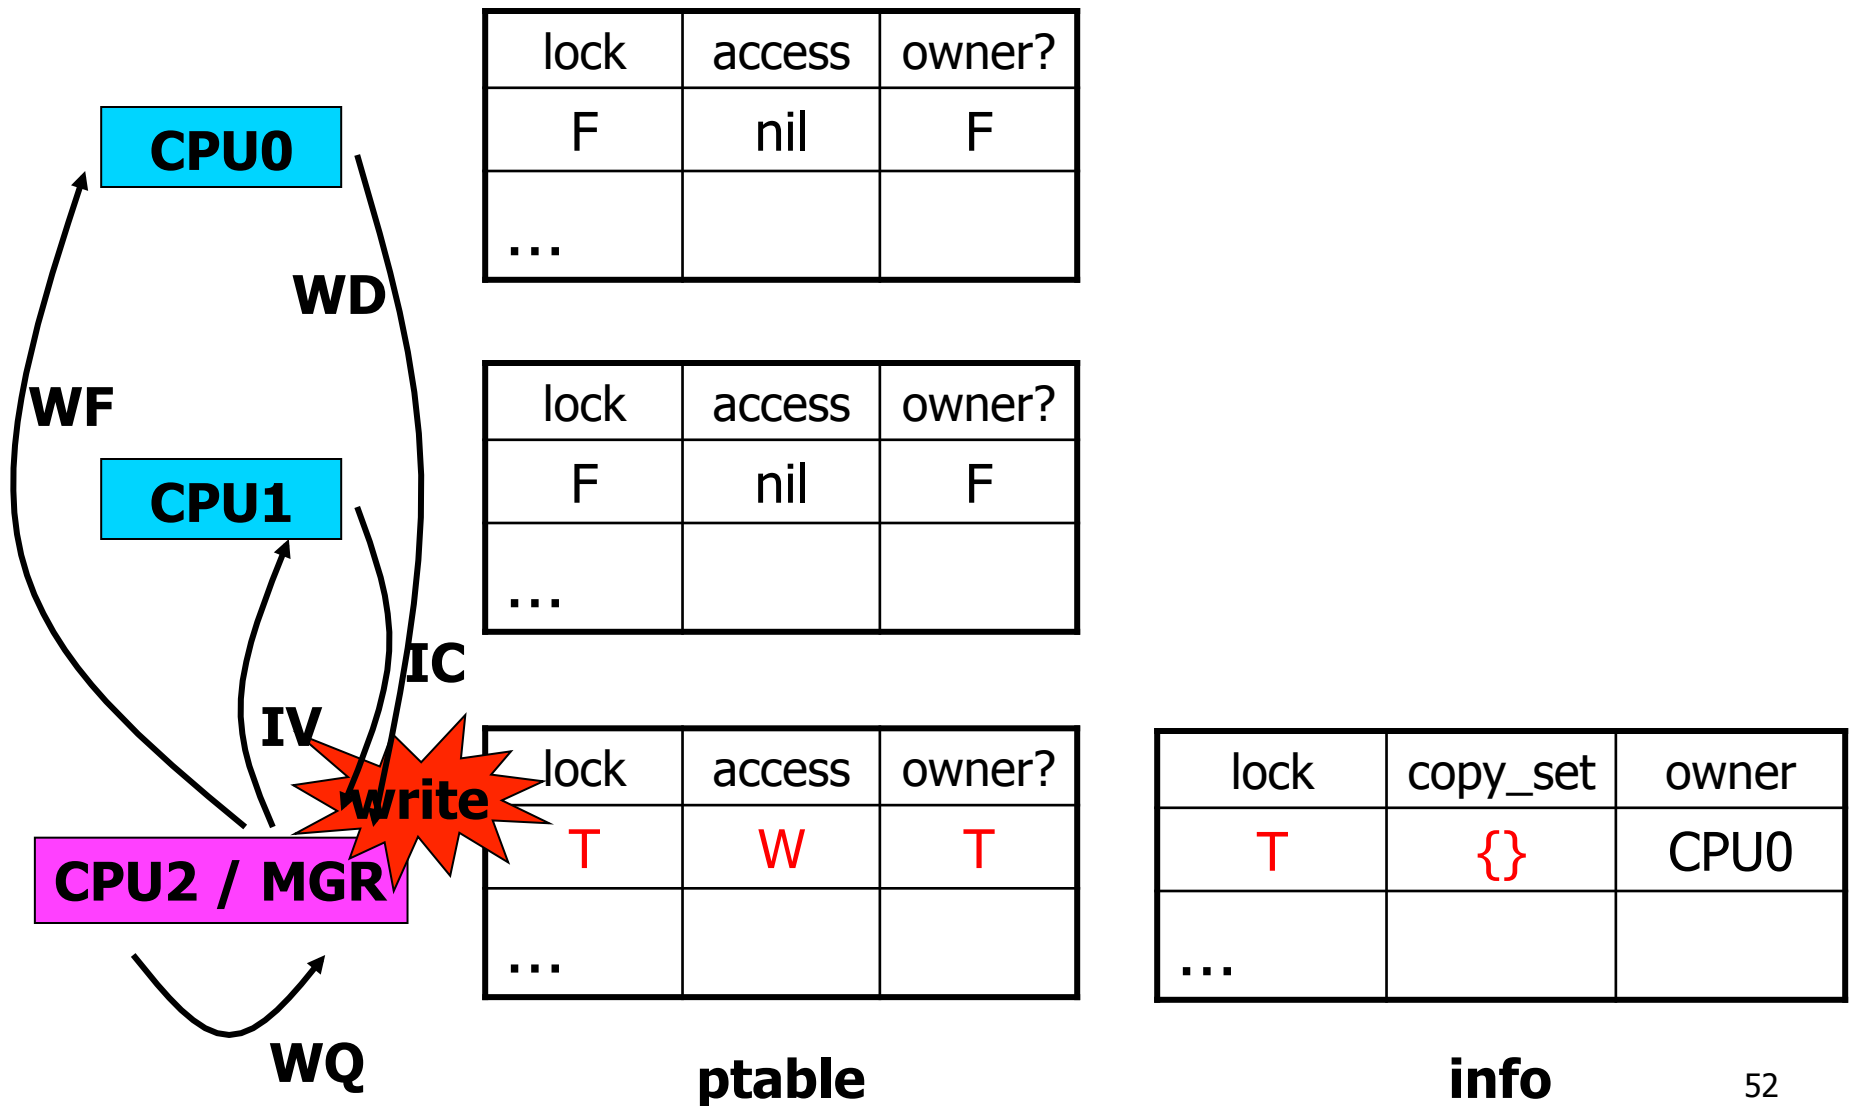 lock access owner?
CPU0
F nil F
...
WD
WF
lock access owner?
CPU1
F nil F
...
IC
IV
write
lock access owner?
lock copy_set owner
CPU2 / MGR
T W T
T {} CPU0
...
...
WQ
ptable
info
52